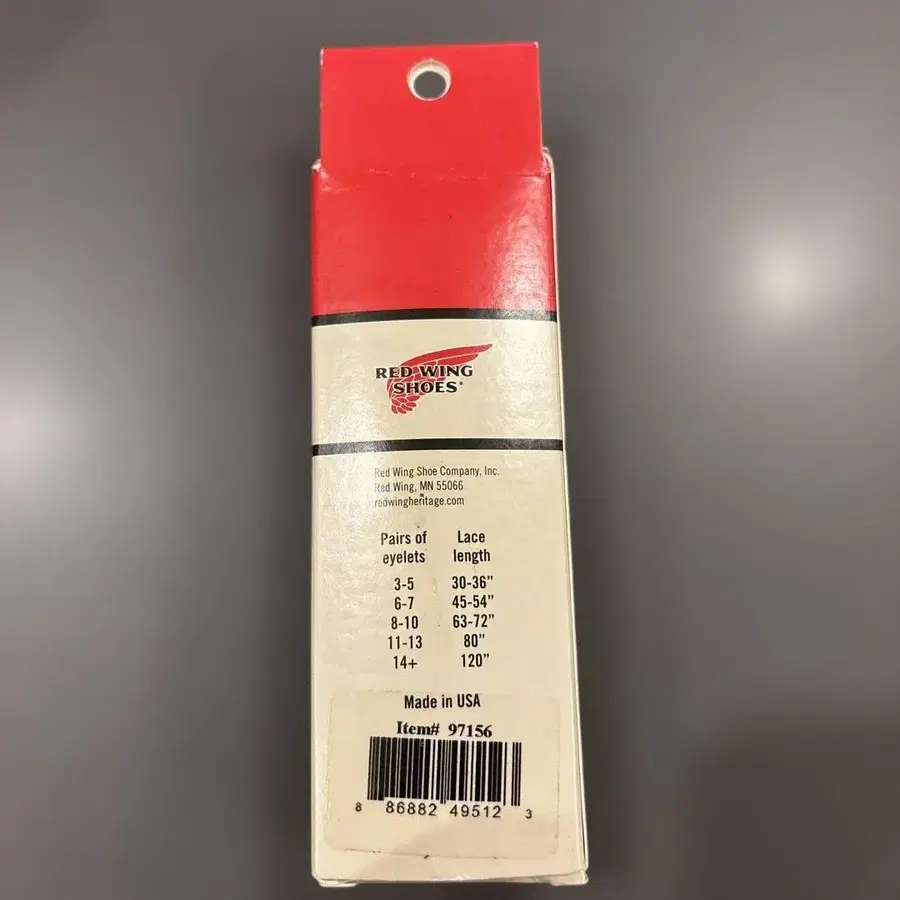 RED WING
SHOES®
Red Wing Shoe Company, Inc.
Red Wing, MN 55066
redwingheritage.com
Pairs of eyelets Lace length
3-5 30-36"
6-7 45-54"
8-10 63-72"
11-13 80"
14+ 120"
Made in USA
Item# 97156
8 86882 49512 3